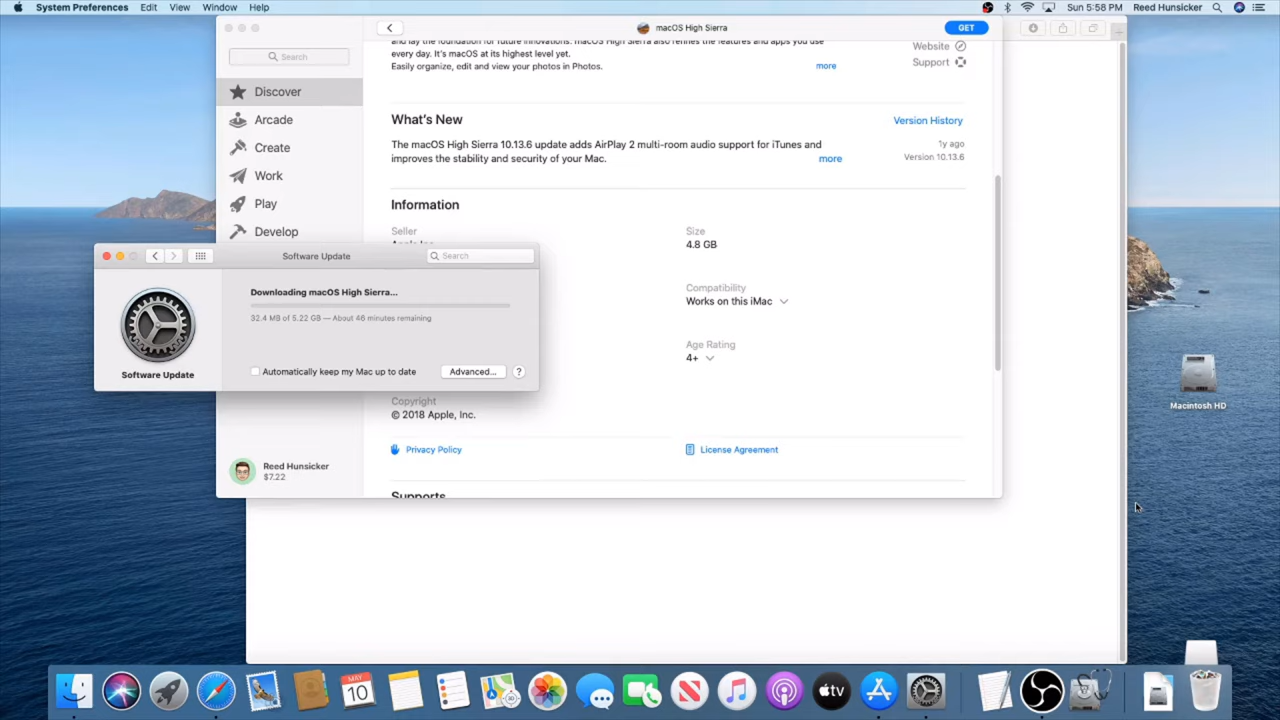 System Preferences Edit View Window Help
Sun 5:58 PM Reed Hunsicker
macOS High Sierra
GET
and lay the foundation for future innovations. macOS High Sierra also refines the features and apps you use
every day. It's macOS at its highest level yet.
Easily organize, edit and view your photos in Photos.
more
Website
Support
Search
Discover
Arcade
Create
Work
Play
Develop
What's New
Version History
The macOS High Sierra 10.13.6 update adds AirPlay 2 multi-room audio support for iTunes and
improves the stability and security of your Mac.
more
1y ago
Version 10.13.6
Information
Seller
Apple Inc.
Size
4.8 GB
Compatibility
Works on this iMac
Age Rating
4+
Copyright
© 2018 Apple, Inc.
Privacy Policy
License Agreement
Supports
Reed Hunsicker
$7.22
Software Update
Search
Downloading macOS High Sierra...
32.4 MB of 5.22 GB — About 46 minutes remaining
Software Update
Automatically keep my Mac up to date
Advanced...
?
Macintosh HD
MAY
10
tv